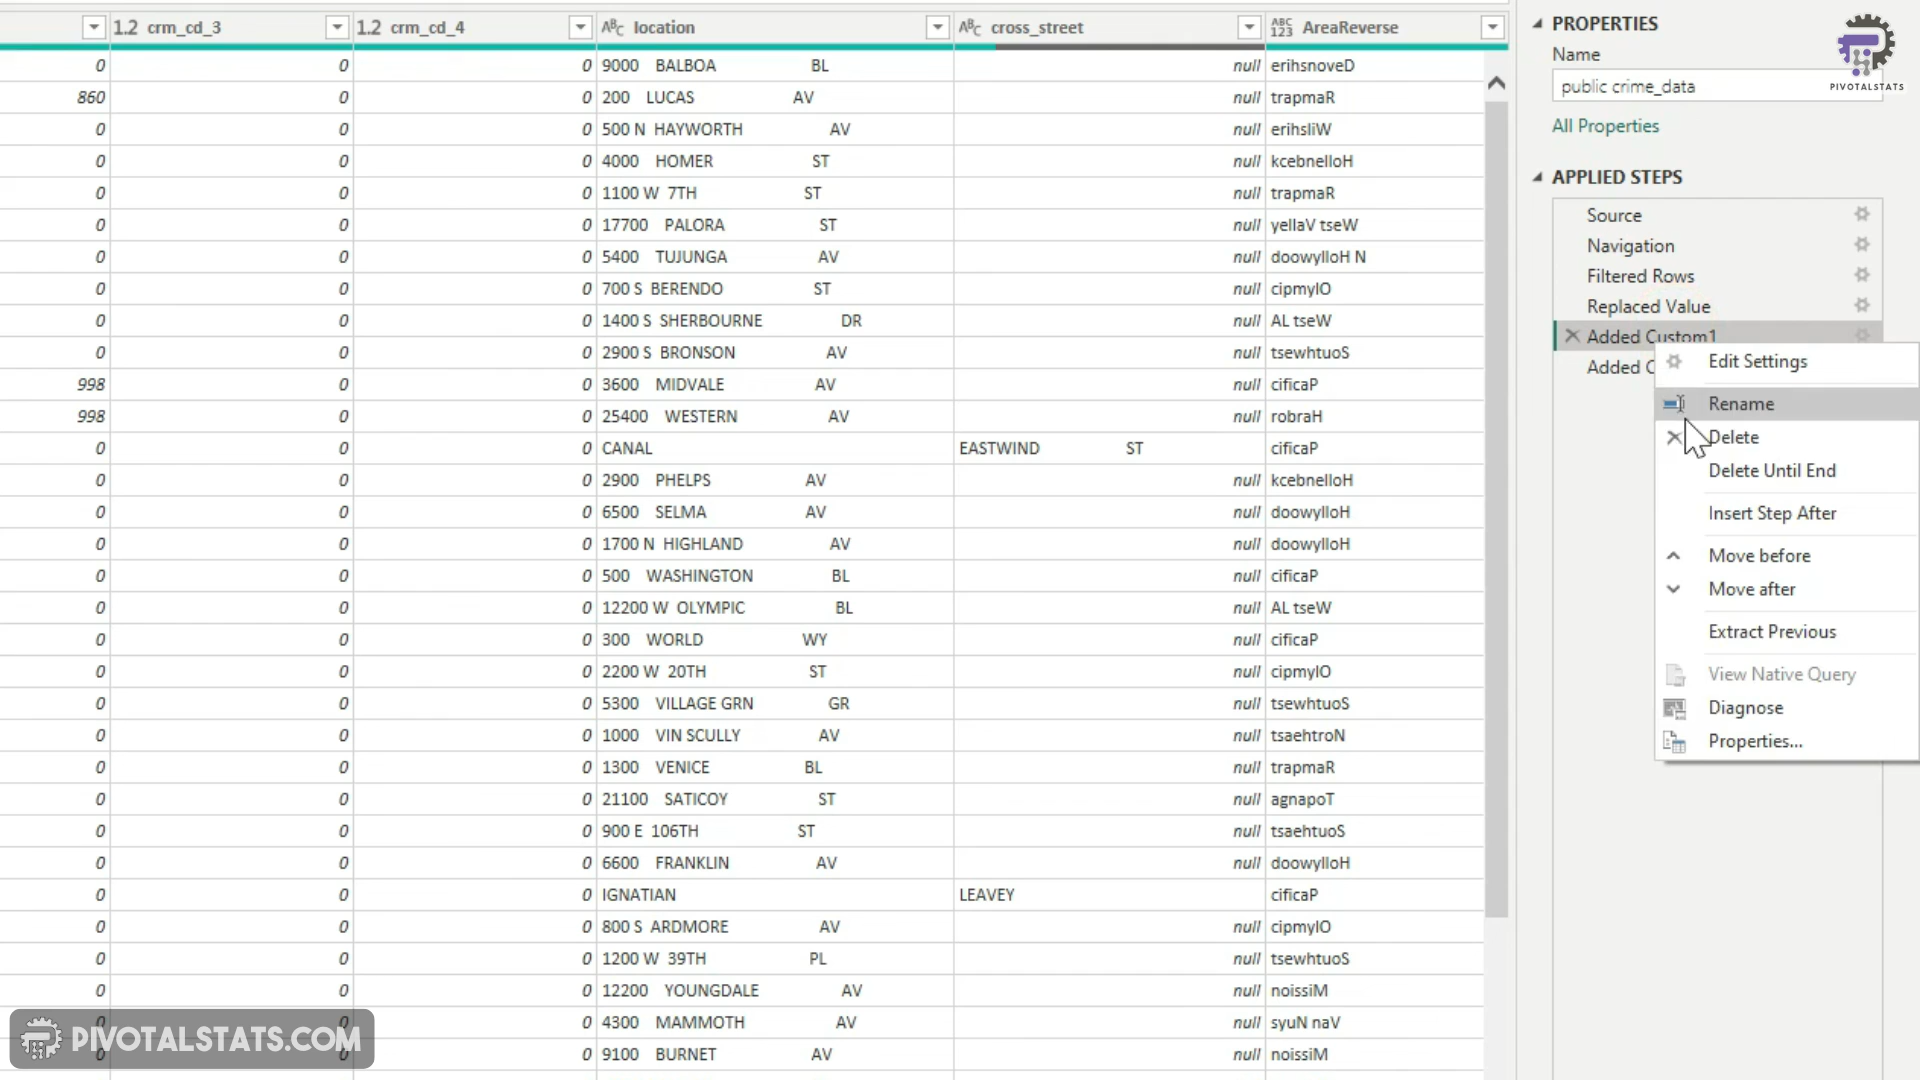 1.2 crm_cd_3 1.2 crm_cd_4 ABC location ABC cross_street ABC 123 AreaReverse
0 0 0 9000 BALBOA BL null erihsnoveD
860 0 0 200 LUCAS AV null trapmaR
0 0 0 500 N HAYWORTH AV null erihsliW
0 0 0 4000 HOMER ST null kcebnelloH
0 0 0 1100 W 7TH ST null trapmaR
0 0 0 17700 PALORA ST null yellaV tseW
0 0 0 5400 TUJUNGA AV null doowylloH N
0 0 0 700 S BERENDO ST null cipmylO
0 0 0 1400 S SHERBOURNE DR null AL tseW
0 0 0 2900 S BRONSON AV null tsewhtuoS
998 0 0 3600 MIDVALE AV null cificaP
998 0 0 25400 WESTERN AV null robraH
0 0 0 CANAL EASTWIND ST cificaP
0 0 0 2900 PHELPS AV null kcebnelloH
0 0 0 6500 SELMA AV null doowylloH
0 0 0 1700 N HIGHLAND AV null doowylloH
0 0 0 500 WASHINGTON BL null cificaP
0 0 0 12200 W OLYMPIC BL null AL tseW
0 0 0 300 WORLD WY null cificaP
0 0 0 2200 W 20TH ST null cipmylO
0 0 0 5300 VILLAGE GRN GR null tsewhtuoS
0 0 0 1000 VIN SCULLY AV null tsaehtroN
0 0 0 1300 VENICE BL null trapmaR
0 0 0 21100 SATICOY ST null agnapoT
0 0 0 900 E 106TH ST null tsaehtuoS
0 0 0 6600 FRANKLIN AV null doowylloH
0 0 0 IGNATIAN LEAVEY cificaP
0 0 0 800 S ARDMORE AV null cipmylO
0 0 0 1200 W 39TH PL null tsewhtuoS
0 0 0 12200 YOUNGDALE AV null noissiM
0 0 0 4300 MAMMOTH AV null syuN naV
0 0 0 9100 BURNET AV null noissiM
PROPERTIES
Name
public crime_data
All Properties
APPLIED STEPS
Source
Navigation
Filtered Rows
Replaced Value
Added Custom1
Added C
Edit Settings
Rename
Delete
Delete Until End
Insert Step After
Move before
Move after
Extract Previous
View Native Query
Diagnose
Properties...
PIVOTALSTATS
PIVOTALSTATS.COM